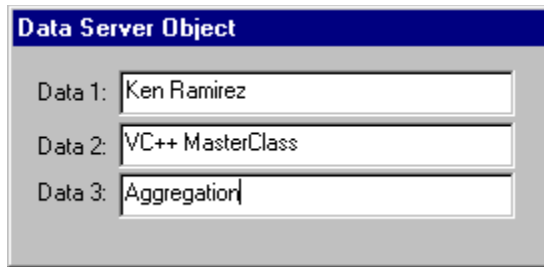 Data Server Object
Data 1: Ken Ramirez
Data 2: VC++ MasterClass
Data 3: Aggregation